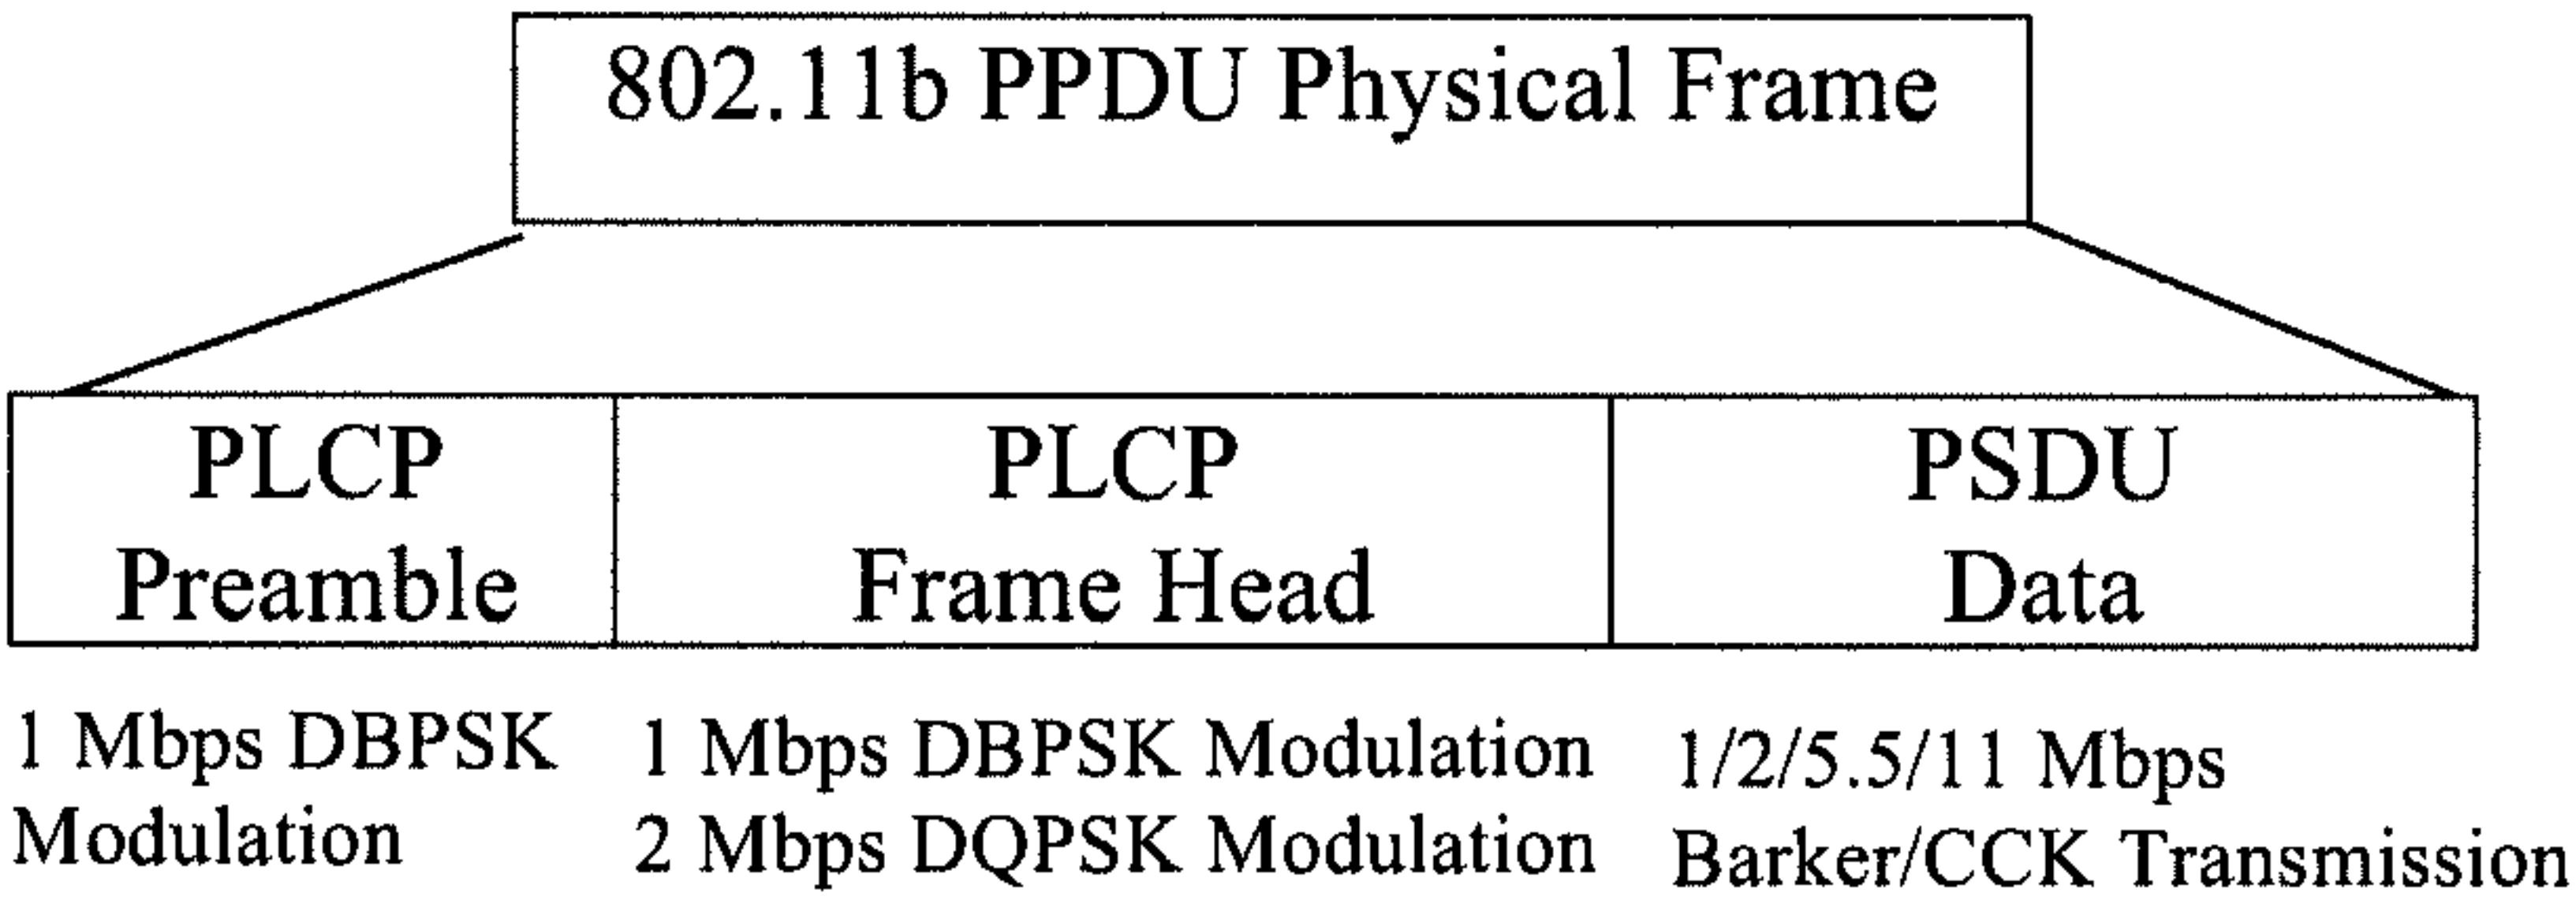 802.11b PPDU Physical Frame
PLCP
Preamble
PLCP
Frame Head
PSDU
Data
1 Mbps DBPSK
Modulation
1 Mbps DBPSK Modulation
2 Mbps DQPSK Modulation
1/2/5.5/11 Mbps
Barker/CCK Transmission